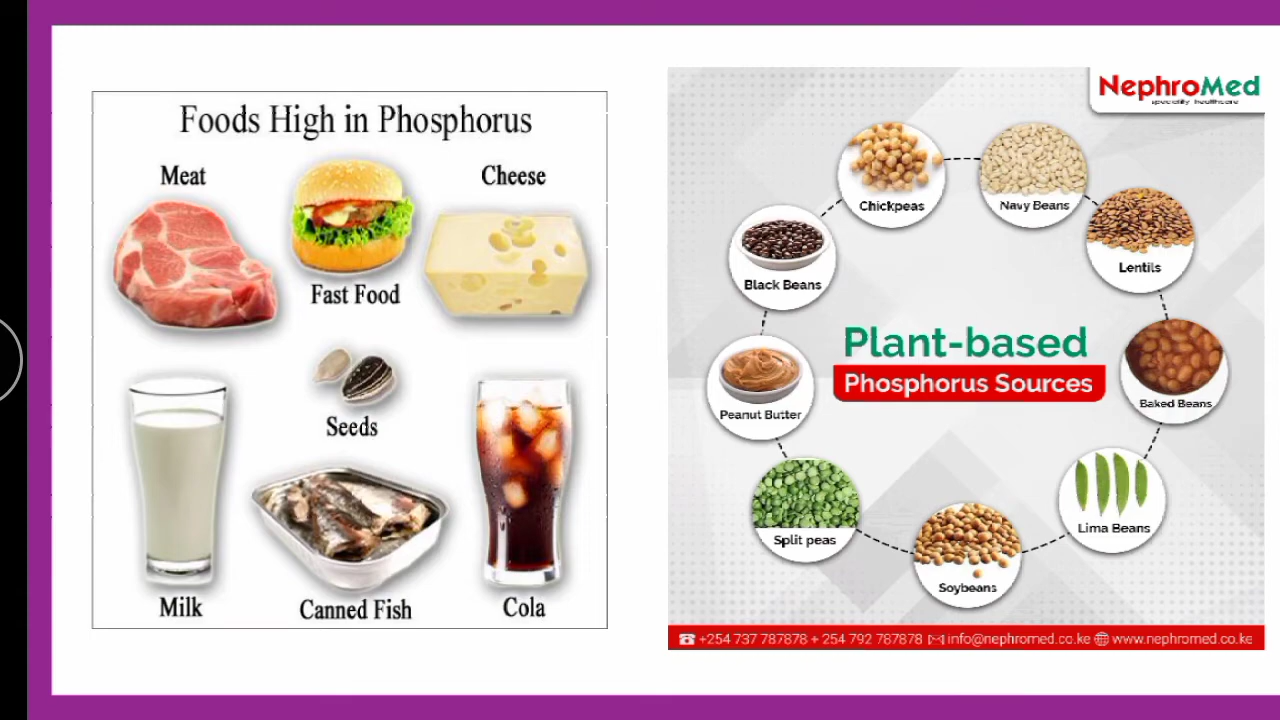 Foods High in Phosphorus
Meat
Cheese
Fast Food
Seeds
Milk
Canned Fish
Cola
NephroMed
speciality healthcare
Chickpeas
Navy Beans
Lentils
Black Beans
Plant-based
Phosphorus Sources
Peanut Butter
Baked Beans
Split peas
Lima Beans
Soybeans
+254 737 787878 + 254 792 787878 info@nephromed.co.ke www.nephromed.co.ke